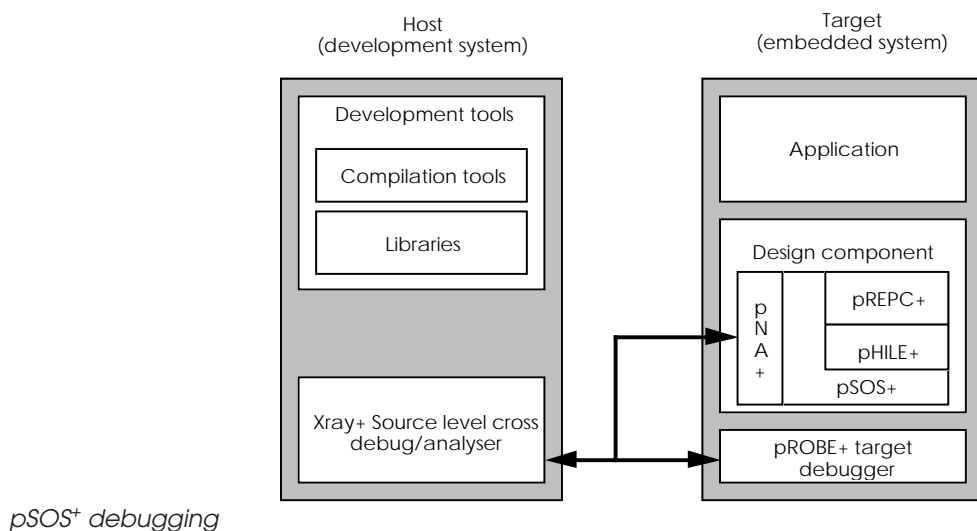 Host
(development system)
Development tools
Compilation tools
Libraries
Xray+ Source level cross
debug/analyser
Target
(embedded system)
Application
Design component
p
N
A
+
pREPC+
pHILE+
pSOS+
pROBE+ target
debugger
pSOS+ debugging